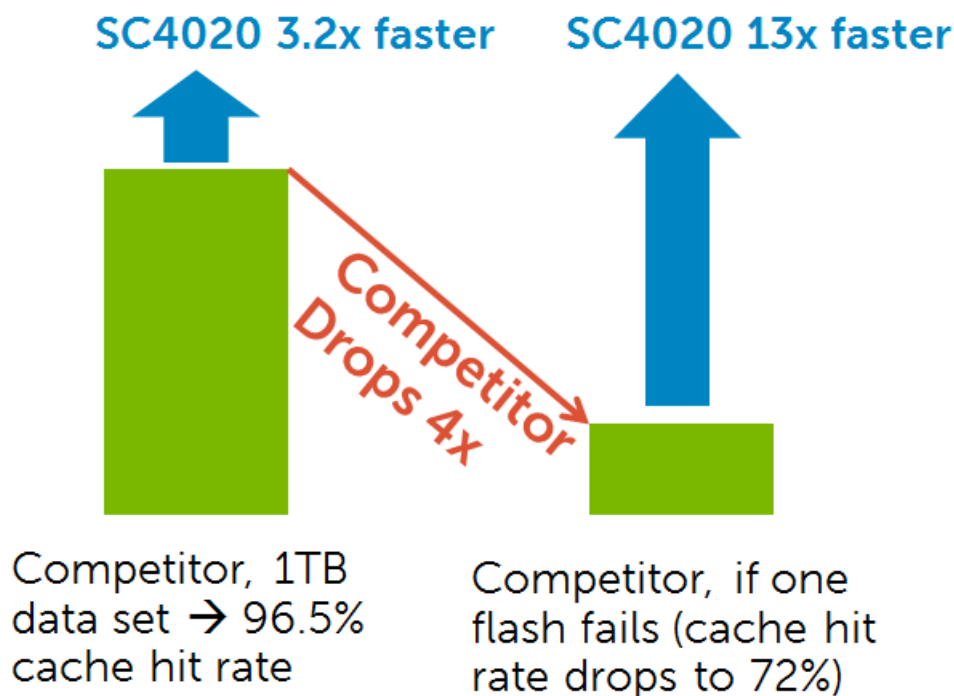 SC4020 3.2x faster
SC4020 13x faster
Competitor
Drops 4x
Competitor, 1TB
data set → 96.5%
cache hit rate
Competitor, if one
flash fails (cache hit
rate drops to 72%)